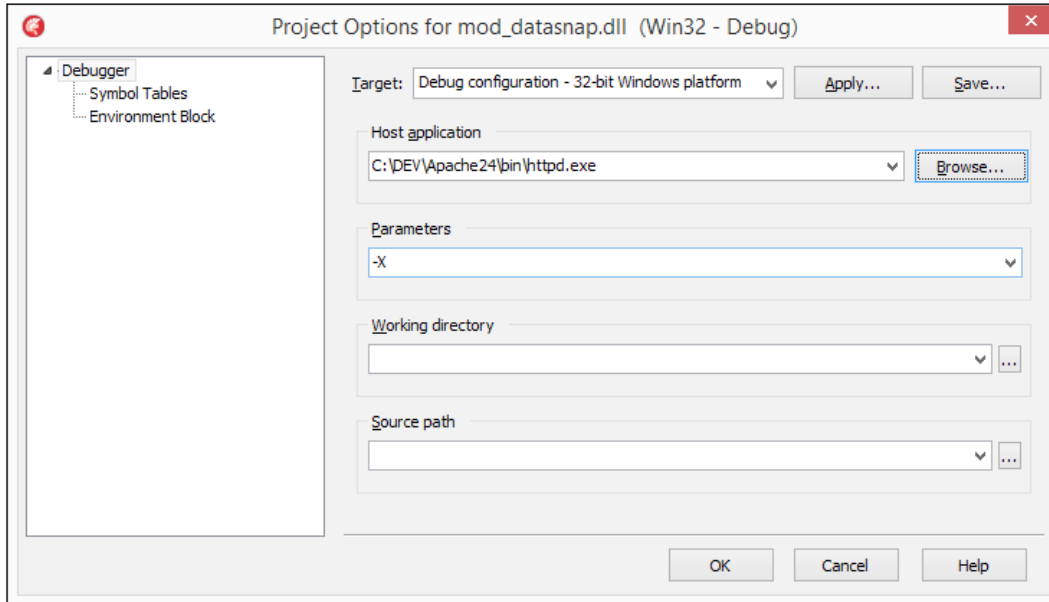 Project Options for mod_datasnap.dll (Win32 - Debug)
Debugger
Symbol Tables
Environment Block
Target: Debug configuration - 32-bit Windows platform Apply... Save...
Host application
C:\DEV\Apache24\bin\httpd.exe Browse...
Parameters
-X
Working directory
...
Source path
...
OK Cancel Help